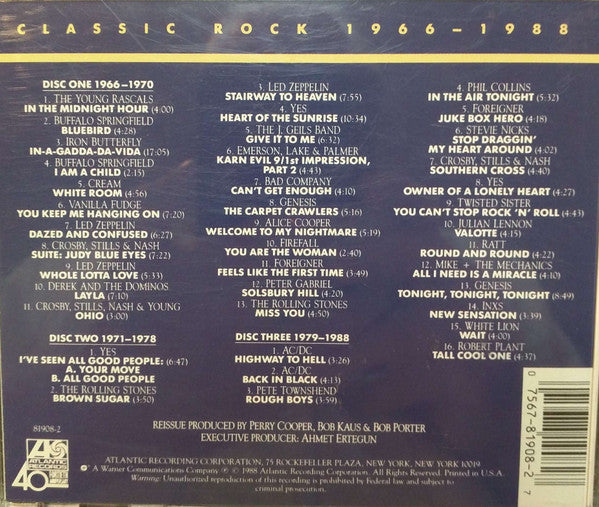 CLASSIC ROCK 1966–1988
DISC ONE 1966–1970
1. THE YOUNG RASCALS
IN THE MIDNIGHT HOUR (4:00)
2. BUFFALO SPRINGFIELD
BLUEBIRD (4:28)
3. IRON BUTTERFLY
IN-A-GADDA-DA-VIDA (17:05)
4. BUFFALO SPRINGFIELD
I AM A CHILD (2:15)
5. CREAM
WHITE ROOM (4:56)
6. VANILLA FUDGE
YOU KEEP ME HANGING ON (7:20)
7. LED ZEPPELIN
DAZED AND CONFUSED (6:27)
8. CROSBY, STILLS & NASH
SUITE: JUDY BLUE EYES (7:22)
9. LED ZEPPELIN
WHOLE LOTTA LOVE (5:33)
10. DEREK AND THE DOMINOS
LAYLA (7:10)
11. CROSBY, STILLS, NASH & YOUNG
OHIO (3:00)
DISC TWO 1971–1978
1. YES
I'VE SEEN ALL GOOD PEOPLE: (6:47)
A. YOUR MOVE
B. ALL GOOD PEOPLE
2. THE ROLLING STONES
BROWN SUGAR (3:50)
3. LED ZEPPELIN
STAIRWAY TO HEAVEN (7:55)
4. YES
HEART OF THE SUNRISE (10:34)
5. THE J. GEILS BAND
GIVE IT TO ME (6:32)
6. EMERSON, LAKE & PALMER
KARN EVIL 9/1st IMPRESSION,
PART 2 (4:43)
7. BAD COMPANY
CAN'T GET ENOUGH (4:10)
8. GENESIS
THE CARPET CRAWLERS (5:16)
9. ALICE COOPER
WELCOME TO MY NIGHTMARE (5:19)
10. FIREFALL
YOU ARE THE WOMAN (2:40)
11. FOREIGNER
FEELS LIKE THE FIRST TIME (3:49)
12. PETER GABRIEL
SOLSBURY HILL (4:20)
13. THE ROLLING STONES
MISS YOU (4:50)
DISC THREE 1979–1988
1. AC/DC
HIGHWAY TO HELL (3:26)
2. AC/DC
BACK IN BLACK (4:13)
3. PETE TOWNSHEND
ROUGH BOYS (3:59)
4. PHIL COLLINS
IN THE AIR TONIGHT (5:32)
5. FOREIGNER
JUKE BOX HERO (4:18)
6. STEVIE NICKS
STOP DRAGGIN'
MY HEART AROUND (4:02)
7. CROSBY, STILLS & NASH
SOUTHERN CROSS (4:40)
8. YES
OWNER OF A LONELY HEART (4:27)
9. TWISTED SISTER
YOU CAN'T STOP ROCK 'N' ROLL (4:43)
10. JULIAN LENNON
VALOTTE (4:15)
11. RATT
ROUND AND ROUND (4:22)
12. MIKE + THE MECHANICS
ALL I NEED IS A MIRACLE (4:10)
13. GENESIS
TONIGHT, TONIGHT, TONIGHT (8:49)
14. INXS
NEW SENSATION (3:39)
15. WHITE LION
WAIT (4:00)
16. ROBERT PLANT
TALL COOL ONE (4:37)
81908-2
REISSUE PRODUCED BY PERRY COOPER, BOB KAUS & BOB PORTER
EXECUTIVE PRODUCER: AHMET ERTEGUN
ATLANTIC
RECORDS
40
ATLANTIC RECORDING CORPORATION, 75 ROCKEFELLER PLAZA, NEW YORK, NEW YORK 10019
A Warner Communications Company ℗ © 1988 Atlantic Recording Corporation. All Rights Reserved. Printed in U.S.A.
Warning: Unauthorized reproduction of this recording is prohibited by Federal law and subject to
criminal prosecution.
0 7567-81908-2 7